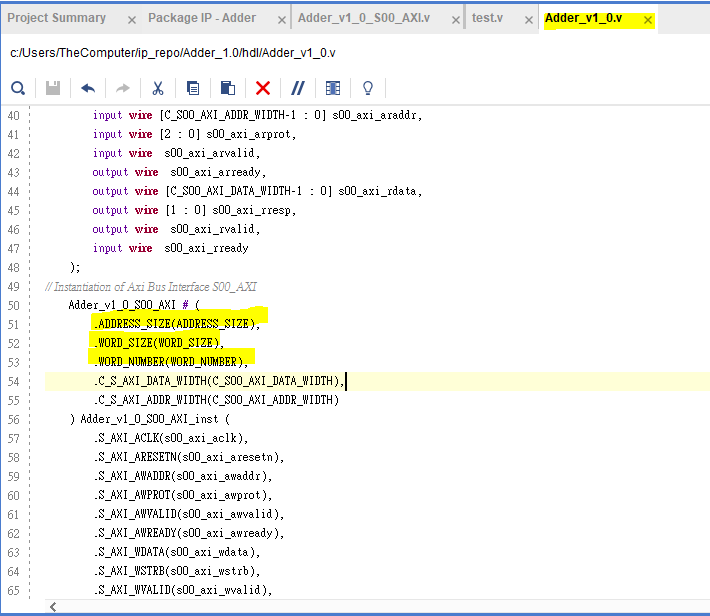 Project Summary × Package IP - Adder × Adder_v1_0_S00_AXI.v × test.v × Adder_v1_0.v ×
c:/Users/TheComputer/ip_repo/Adder_1.0/hdl/Adder_v1_0.v
40 input wire [C_S00_AXI_ADDR_WIDTH-1 : 0] s00_axi_araddr,
41 input wire [2 : 0] s00_axi_arprot,
42 input wire  s00_axi_arvalid,
43 output wire  s00_axi_arready,
44 output wire [C_S00_AXI_DATA_WIDTH-1 : 0] s00_axi_rdata,
45 output wire [1 : 0] s00_axi_rresp,
46 output wire  s00_axi_rvalid,
47 input wire  s00_axi_rready
48 );
49 // Instantiation of Axi Bus Interface S00_AXI
50 Adder_v1_0_S00_AXI # (
51 .ADDRESS_SIZE(ADDRESS_SIZE),
52 .WORD_SIZE(WORD_SIZE),
53 .WORD_NUMBER(WORD_NUMBER),
54 .C_S_AXI_DATA_WIDTH(C_S00_AXI_DATA_WIDTH),
55 .C_S_AXI_ADDR_WIDTH(C_S00_AXI_ADDR_WIDTH)
56 ) Adder_v1_0_S00_AXI_inst (
57 .S_AXI_ACLK(s00_axi_aclk),
58 .S_AXI_ARESETN(s00_axi_aresetn),
59 .S_AXI_AWADDR(s00_axi_awaddr),
60 .S_AXI_AWPROT(s00_axi_awprot),
61 .S_AXI_AWVALID(s00_axi_awvalid),
62 .S_AXI_AWREADY(s00_axi_awready),
63 .S_AXI_WDATA(s00_axi_wdata),
64 .S_AXI_WSTRB(s00_axi_wstrb),
65 .S_AXI_WVALID(s00_axi_wvalid),